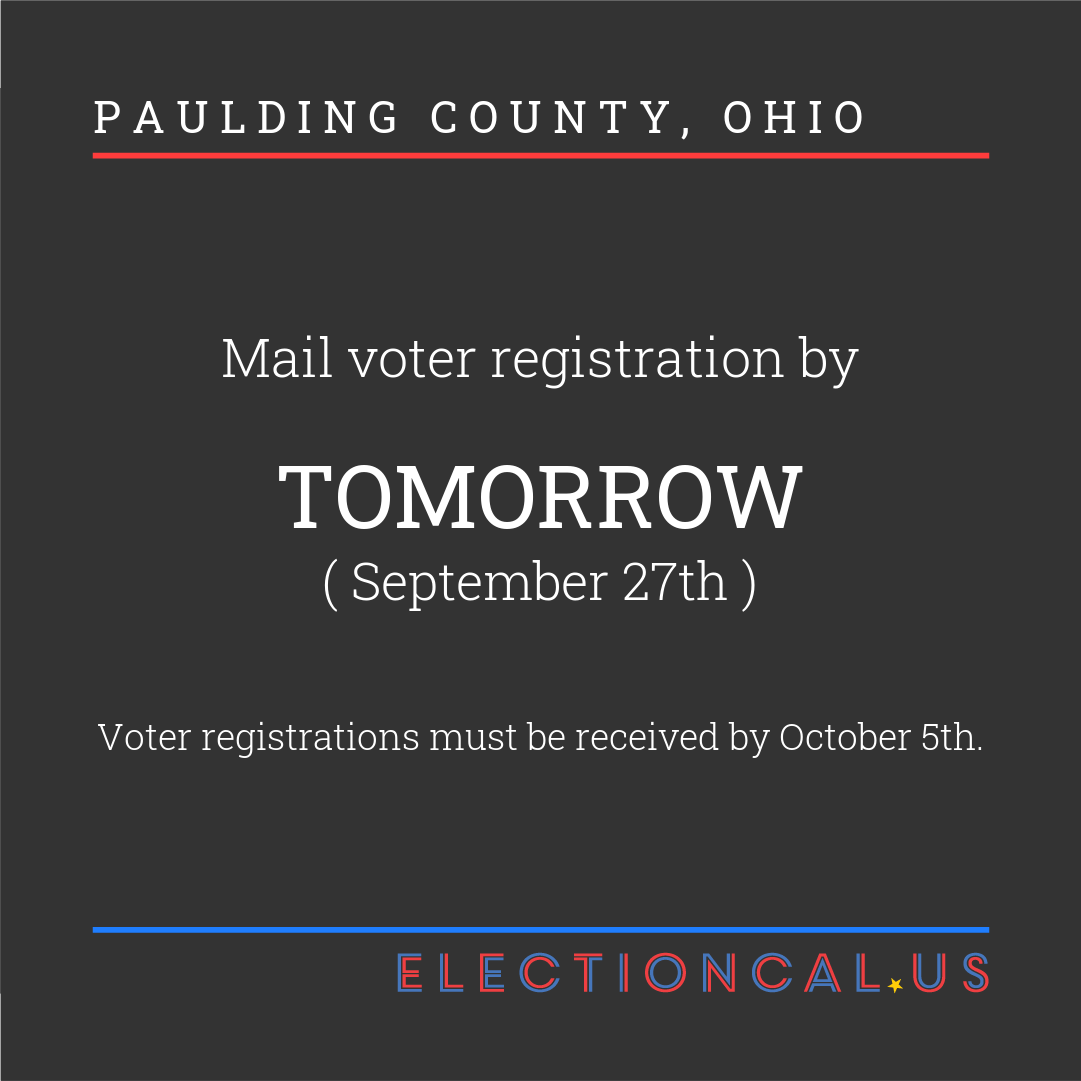 PAULDING COUNTY, OHIO
Mail voter registration by
TOMORROW
( September 27th )
Voter registrations must be received by October 5th.
ELECTIONCAL.US